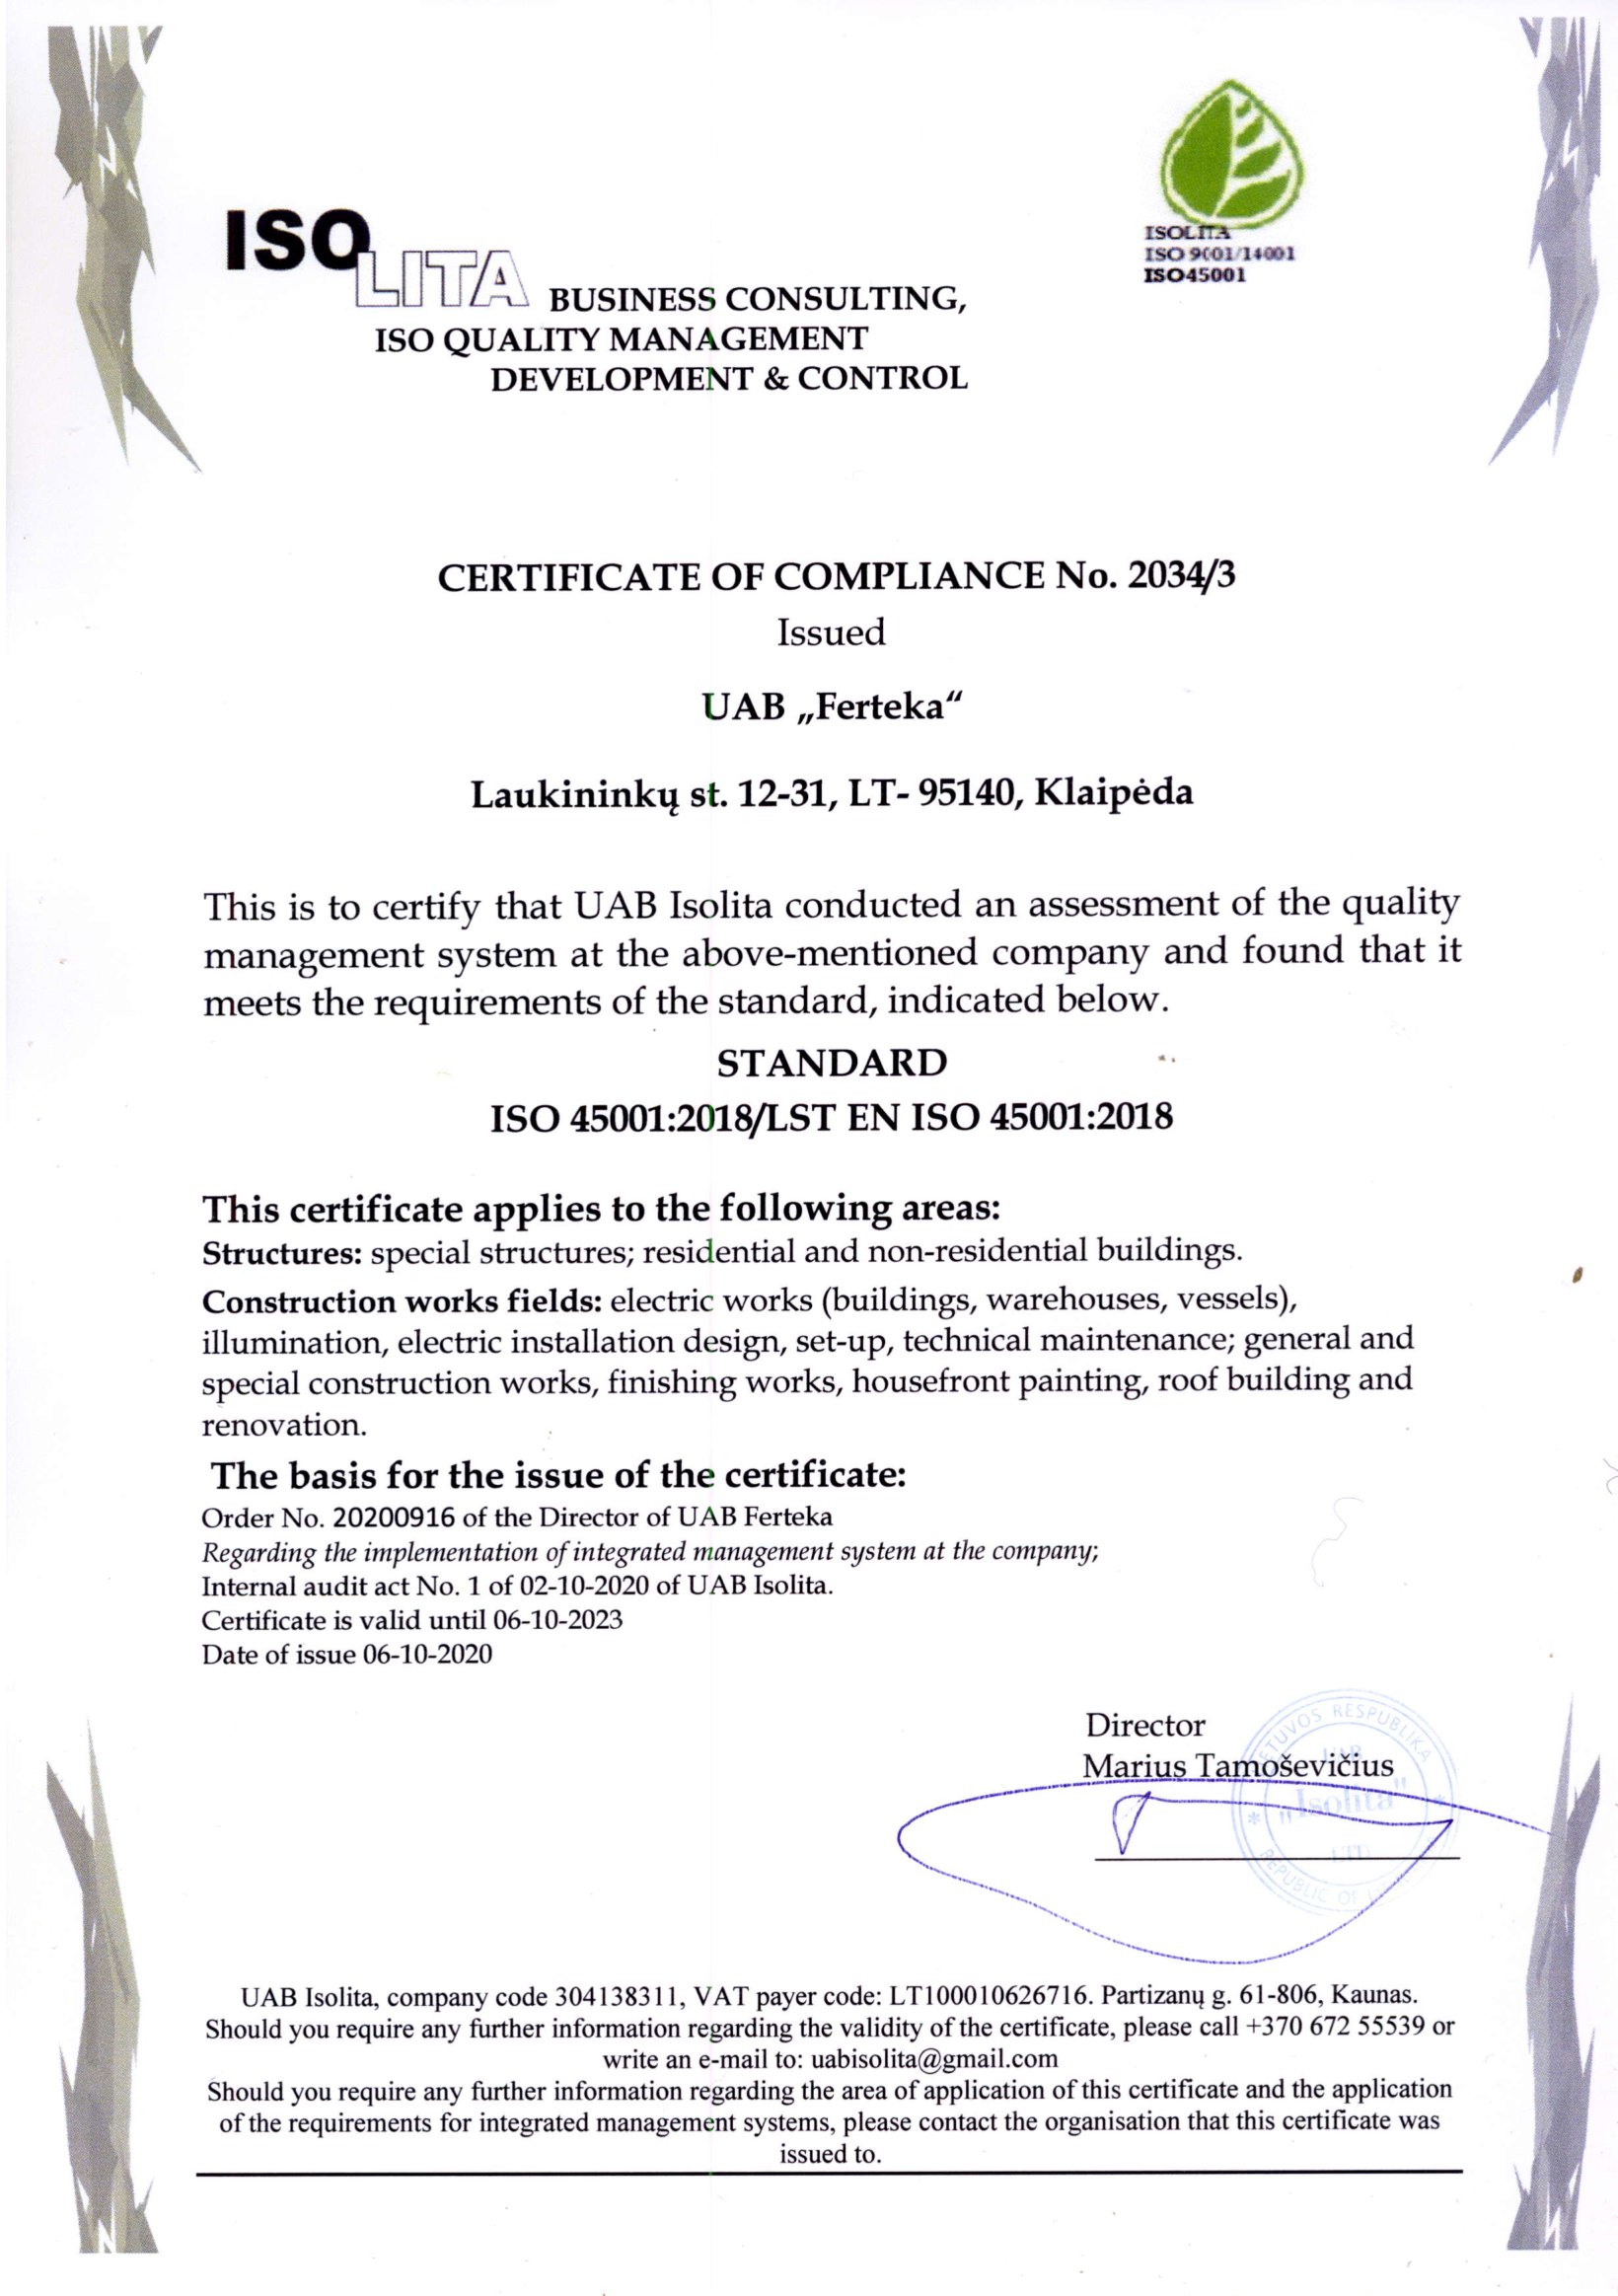 ISO
LITA
BUSINESS CONSULTING,
ISO QUALITY MANAGEMENT
DEVELOPMENT & CONTROL
ISOLITA
ISO 9001/14001
ISO45001
CERTIFICATE OF COMPLIANCE No. 2034/3
Issued
UAB „Ferteka“
Laukininkų st. 12-31, LT- 95140, Klaipėda
This is to certify that UAB Isolita conducted an assessment of the quality
management system at the above-mentioned company and found that it
meets the requirements of the standard, indicated below.
STANDARD
ISO 45001:2018/LST EN ISO 45001:2018
This certificate applies to the following areas:
Structures: special structures; residential and non-residential buildings.
Construction works fields: electric works (buildings, warehouses, vessels),
illumination, electric installation design, set-up, technical maintenance; general and
special construction works, finishing works, housefront painting, roof building and
renovation.
The basis for the issue of the certificate:
Order No. 20200916 of the Director of UAB Ferteka
Regarding the implementation of integrated management system at the company;
Internal audit act No. 1 of 02-10-2020 of UAB Isolita.
Certificate is valid until 06-10-2023
Date of issue 06-10-2020
Director
Marius Tamoševičius
LIETUVOS RESPUBLIKA
UAB
„Isolita"
LTD
REPUBLIC OF
UAB Isolita, company code 304138311, VAT payer code: LT100010626716. Partizanų g. 61-806, Kaunas.
Should you require any further information regarding the validity of the certificate, please call +370 672 55539 or
write an e-mail to: uabisolita@gmail.com
Should you require any further information regarding the area of application of this certificate and the application
of the requirements for integrated management systems, please contact the organisation that this certificate was
issued to.